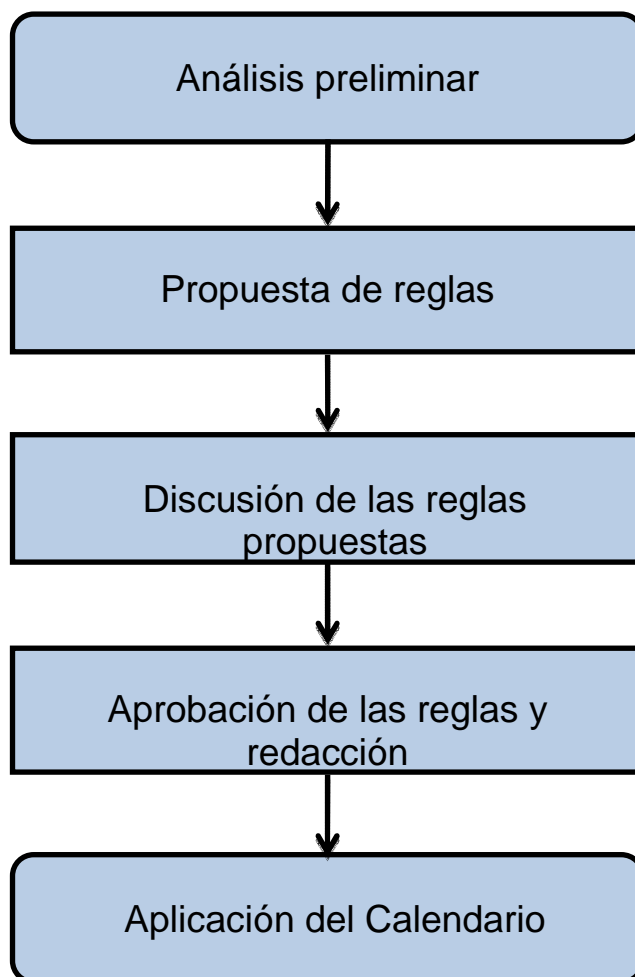 Análisis preliminar
Propuesta de reglas
Discusión de las reglas
propuestas
Aprobación de las reglas y
redacción
Aplicación del Calendario